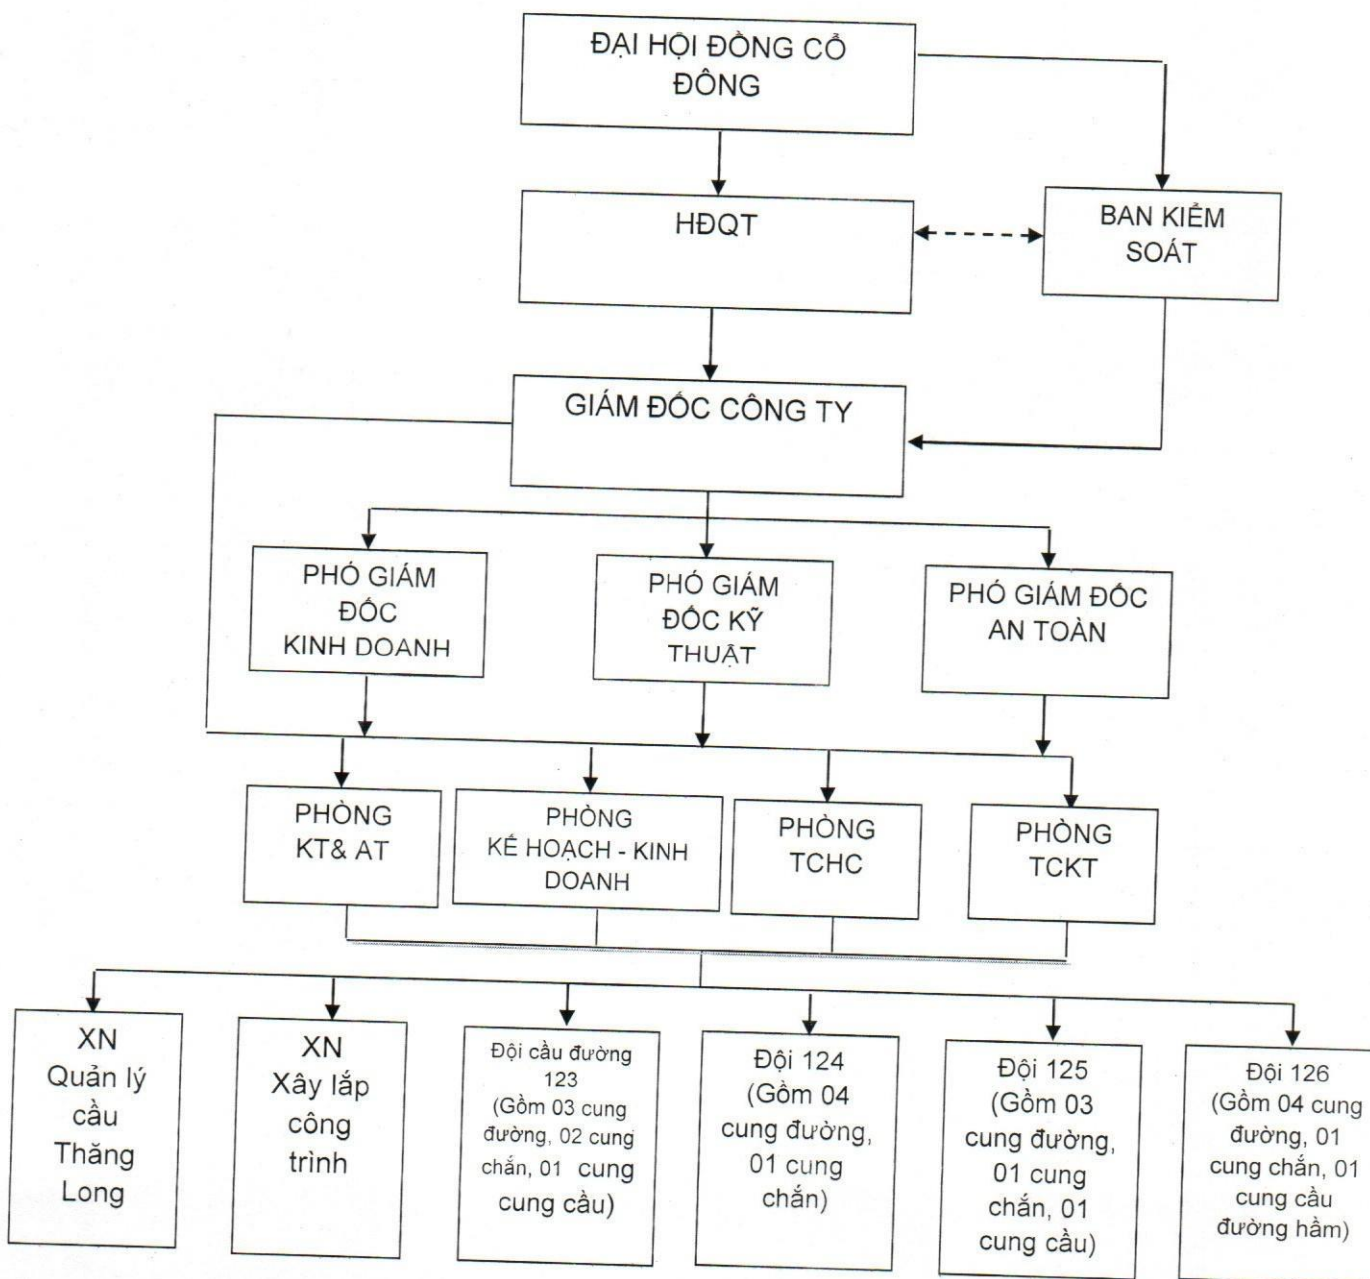 ĐẠI HỘI ĐỒNG CỔ
ĐÔNG
HĐQT
BAN KIỂM
SOÁT
GIÁM ĐỐC CÔNG TY
PHÓ GIÁM
ĐỐC
KINH DOANH
PHÓ GIÁM
ĐỐC KỸ
THUẬT
PHÓ GIÁM ĐỐC
AN TOÀN
PHÒNG
KT& AT
PHÒNG
KẾ HOẠCH - KINH
DOANH
PHÒNG
TCHC
PHÒNG
TCKT
XN
Quản lý
cầu
Thăng
Long
XN
Xây lắp
công
trình
Đội cầu đường
123
(Gồm 03 cung
đường, 02 cung
chắn, 01 cung
cung cầu)
Đội 124
(Gồm 04
cung đường,
01 cung
chắn)
Đội 125
(Gồm 03
cung đường,
01 cung
chắn, 01
cung cầu)
Đội 126
(Gồm 04 cung
đường, 01
cung chắn, 01
cung cầu
đường hầm)